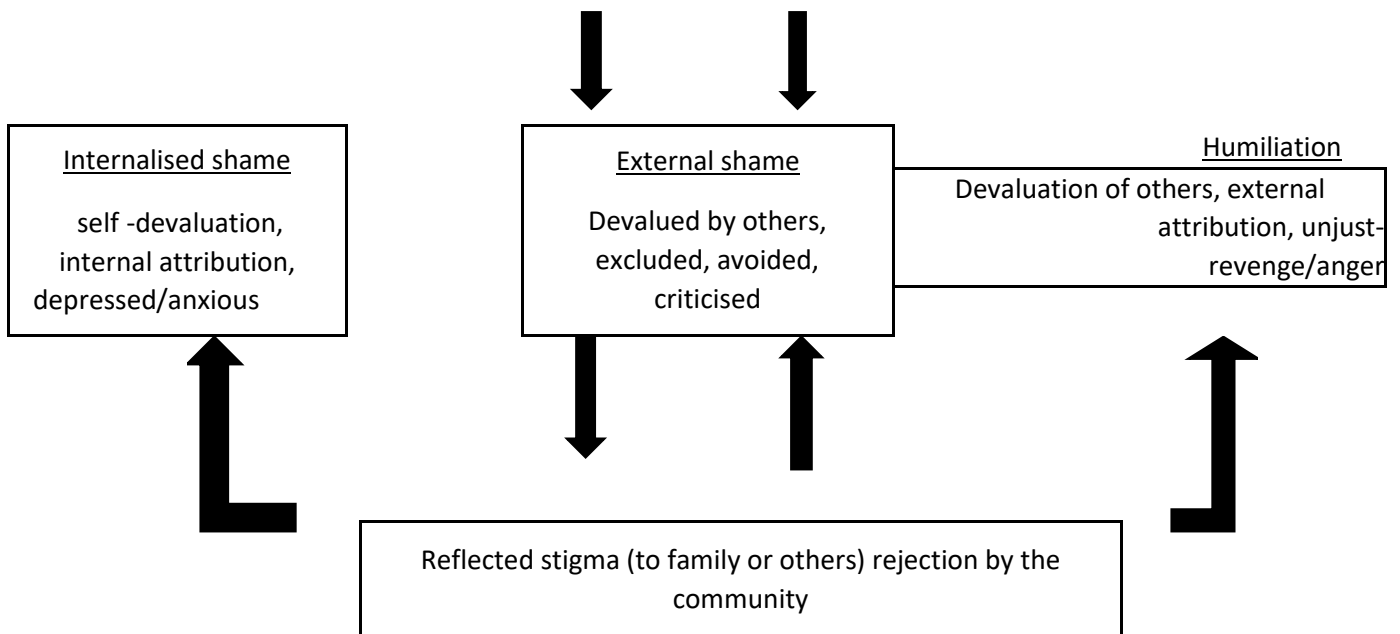 Internalised shame
self -devaluation,
internal attribution,
depressed/anxious
External shame
Devalued by others,
excluded, avoided,
criticised
Humiliation
Devaluation of others, external
attribution, unjust-
revenge/anger
Reflected stigma (to family or others) rejection by the
community